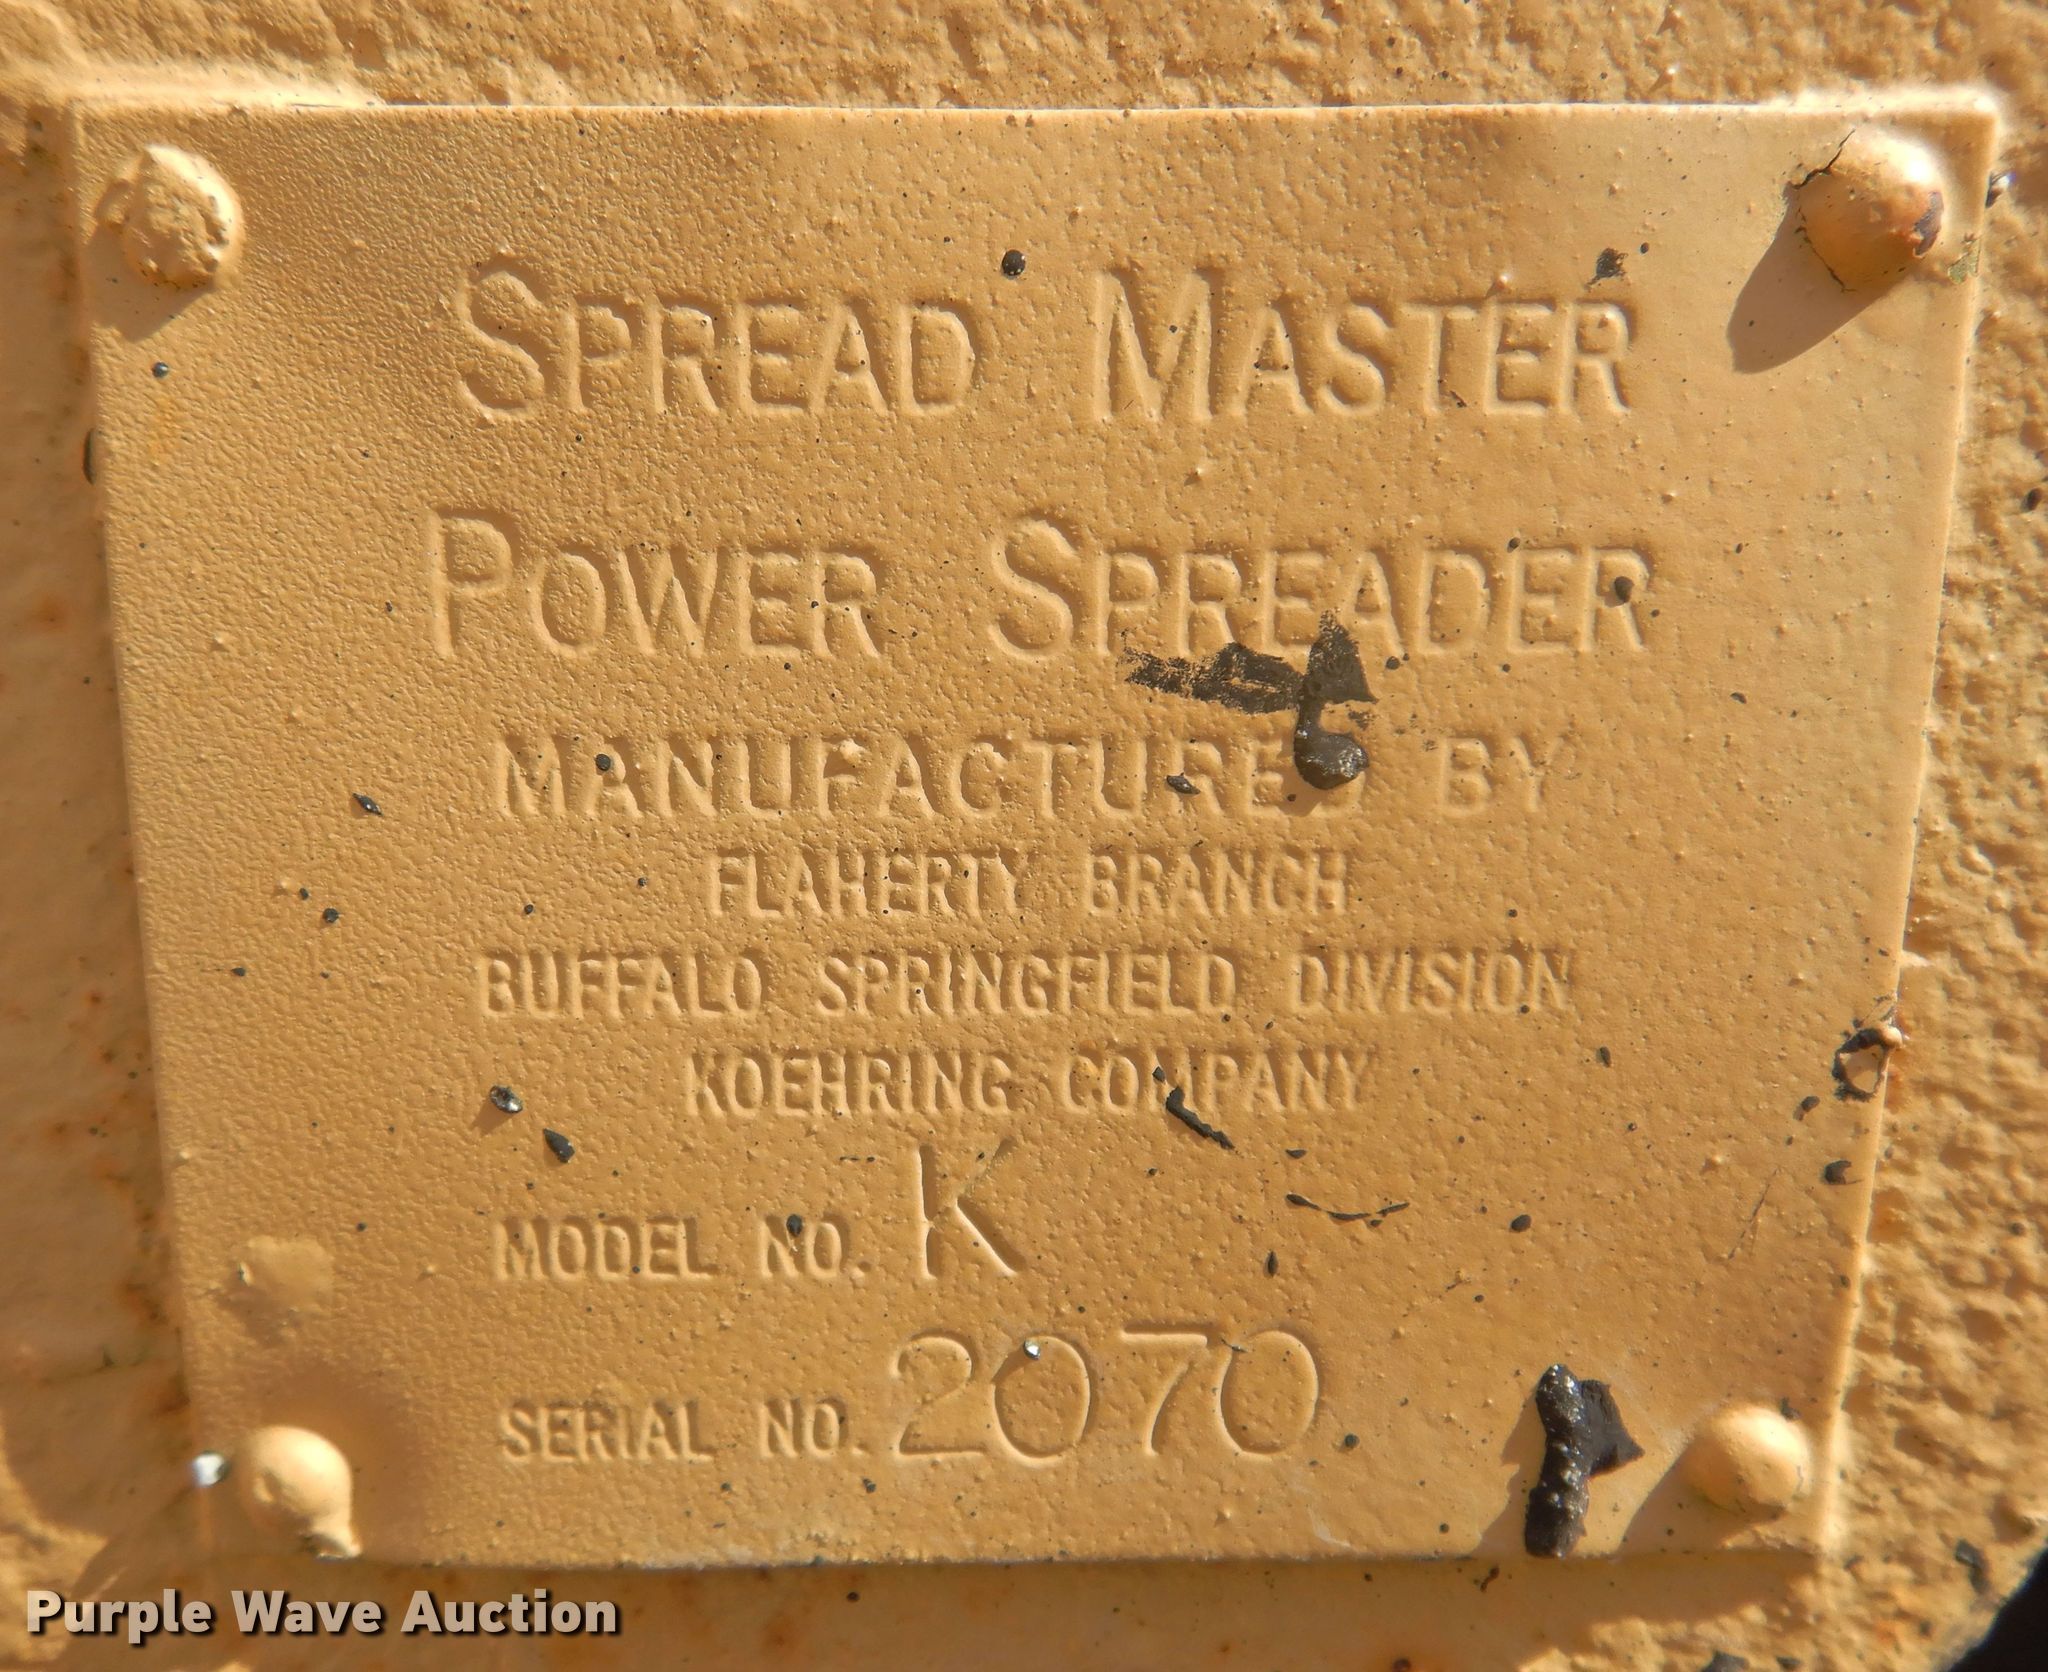 SPREAD MASTER
POWER SPREADER
MANUFACTURED BY
FLAHERTY BRANCH
BUFFALO SPRINGFIELD DIVISION
KOEHRING COMPANY
MODEL NO. K
SERIAL NO. 2070
Purple Wave Auction